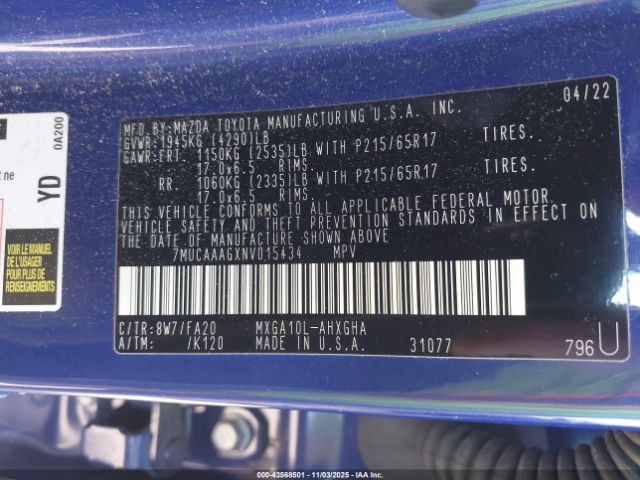 0A200
YD
ne
VOIR LE MANUEL
DE L'USAGER
POUR PLUS DE
RENSEIGNEMENTS
MFD.BY:MAZDA TOYOTA MANUFACTURING U.S.A. INC. 04/22
GVWR:1945KG (4290)LB
GAWR:FRT: 1150KG (2535)LB WITH P215/65R17 TIRES.
17.0x6.5 RIMS
RR 1060KG (2335)LB WITH P215/65R17 TIRES.
17.0x6.5 RIMS
THIS VEHICLE CONFORMS TO ALL APPLICABLE FEDERAL MOTOR
VEHICLE SAFETY AND THEFT PREVENTION STANDARDS IN EFFECT ON
THE DATE OF MANUFACTURE SHOWN ABOVE
7MUCAAAGXNV015434 MPV
C/TR:8W7/FA20 MXGA10L-AHXGHA
A/TM: /K120 MADE IN U.S.A. 31077 796U
000-43568501 - 11/03/2025 - IAA Inc. (ACV)